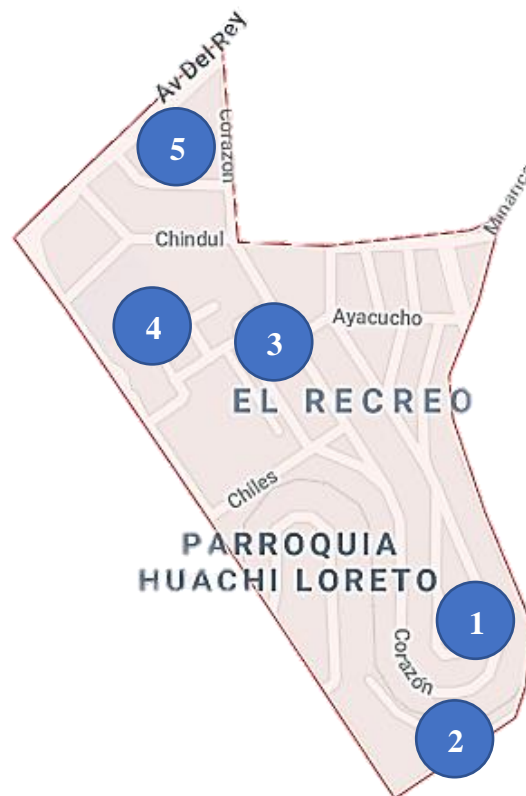 Av-Del-Rey
5
Corazón
Minarica
Chindul
4
3
Ayacucho
EL RECREO
Chiles
PARROQUIA
HUACHI LORETO
1
Corazón
2